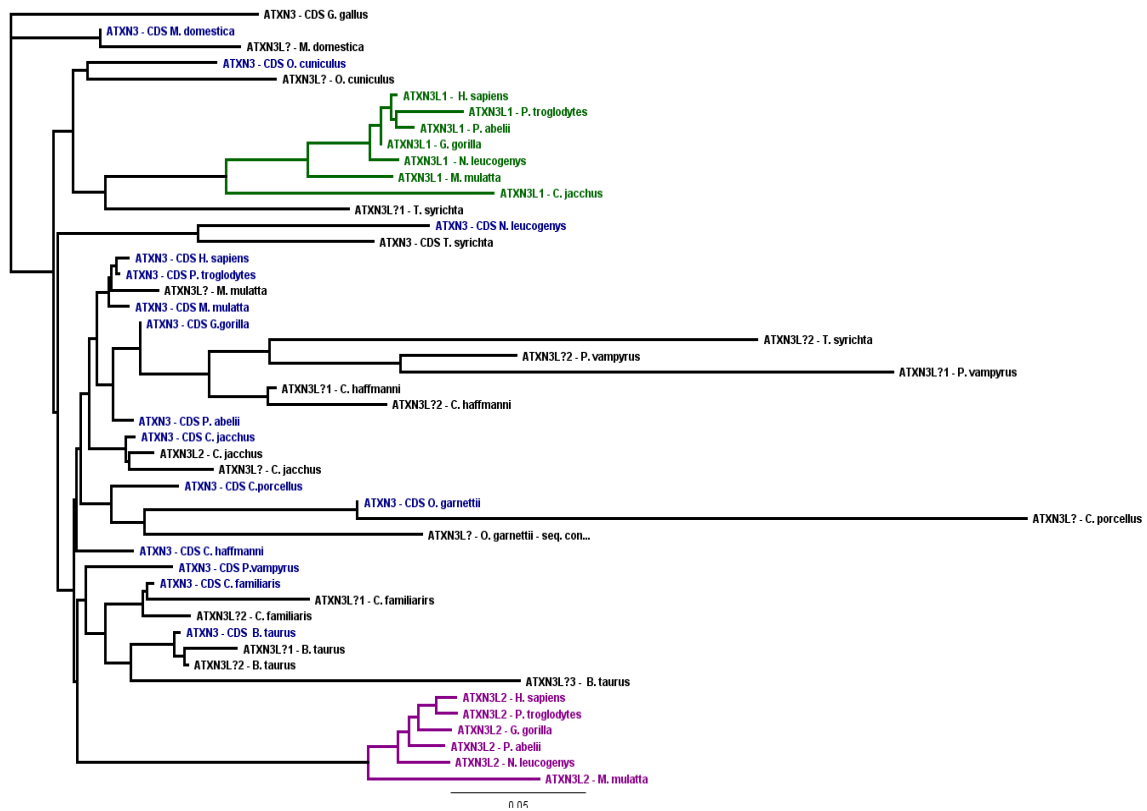 ATXN3 - CDS G. gallus
ATXN3 - CDS M. domestica
ATXN3L? - M. domestica
ATXN3 - CDS O. cuniculus
ATXN3L? - O. cuniculus
ATXN3L1 - H. sapiens
ATXN3L1 - P. troglodytes
ATXN3L1 - P. abelii
ATXN3L1 - G. gorilla
ATXN3L1 - N. leucogenys
ATXN3L1 - M. mulatta
ATXN3L1 - C. jacchus
ATXN3L?1 - T. syrichta
ATXN3 - CDS N. leucogenys
ATXN3 - CDS T. syrichta
ATXN3 - CDS H. sapiens
ATXN3 - CDS P. troglodytes
ATXN3L? - M. mulatta
ATXN3 - CDS M. mulatta
ATXN3 - CDS G.gorilla
ATXN3L?2 - T. syrichta
ATXN3L?2 - P. vampyrus
ATXN3L?1 - P. vampyrus
ATXN3L?1 - C. haffmanni
ATXN3L?2 - C. haffmanni
ATXN3 - CDS P. abelii
ATXN3 - CDS C. jacchus
ATXN3L2 - C. jacchus
ATXN3L? - C. jacchus
ATXN3 - CDS C.porcellus
ATXN3 - CDS O. garnettii
ATXN3L? - C. porcellus
ATXN3L? - O. garnettii - seq. con...
ATXN3 - CDS C. haffmanni
ATXN3 - CDS P.vampyrus
ATXN3 - CDS C. familiaris
ATXN3L?1 - C. familiarirs
ATXN3L?2 - C. familiaris
ATXN3 - CDS B. taurus
ATXN3L?1 - B. taurus
ATXN3L?2 - B. taurus
ATXN3L?3 - B. taurus
ATXN3L2 - H. sapiens
ATXN3L2 - P. troglodytes
ATXN3L2 - G. gorilla
ATXN3L2 - P. abelii
ATXN3L2 - N. leucogenys
ATXN3L2 - M. mulatta
0.05